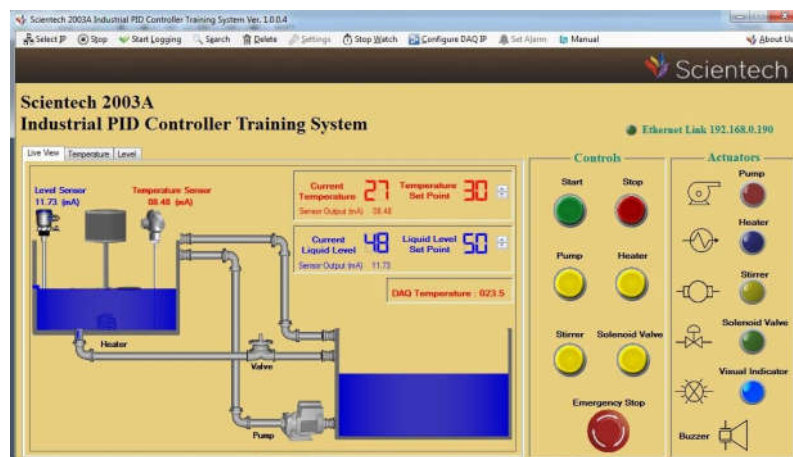 Scientech 2003A Industrial PID Controller Training System Ver. 1.0.0.4
Select IP Stop Start Logging Search Delete Settings Stop Watch Configure DAQ IP Set Alarm Manual About Us
Scientech
Scientech 2003A
Industrial PID Controller Training System
Ethernet Link 192.168.0.190
Live View Temperature Level
Level Sensor
11.73 (mA)
Temperature Sensor
08.48 (mA)
Current
Temperature
27
Temperature
Set Point
30
Sensor Output (mA) 08.48
Current
Liquid Level
48
Liquid Level
Set Point
50
Sensor Output (mA) 11.73
DAQ Temperature : 023.5
Heater
Valve
Pump
Controls
Start Stop
Pump Heater
Stirrer Solenoid Valve
Emergency Stop
Actuators
Pump
Heater
Stirrer
Solenoid Valve
Visual Indicator
Buzzer